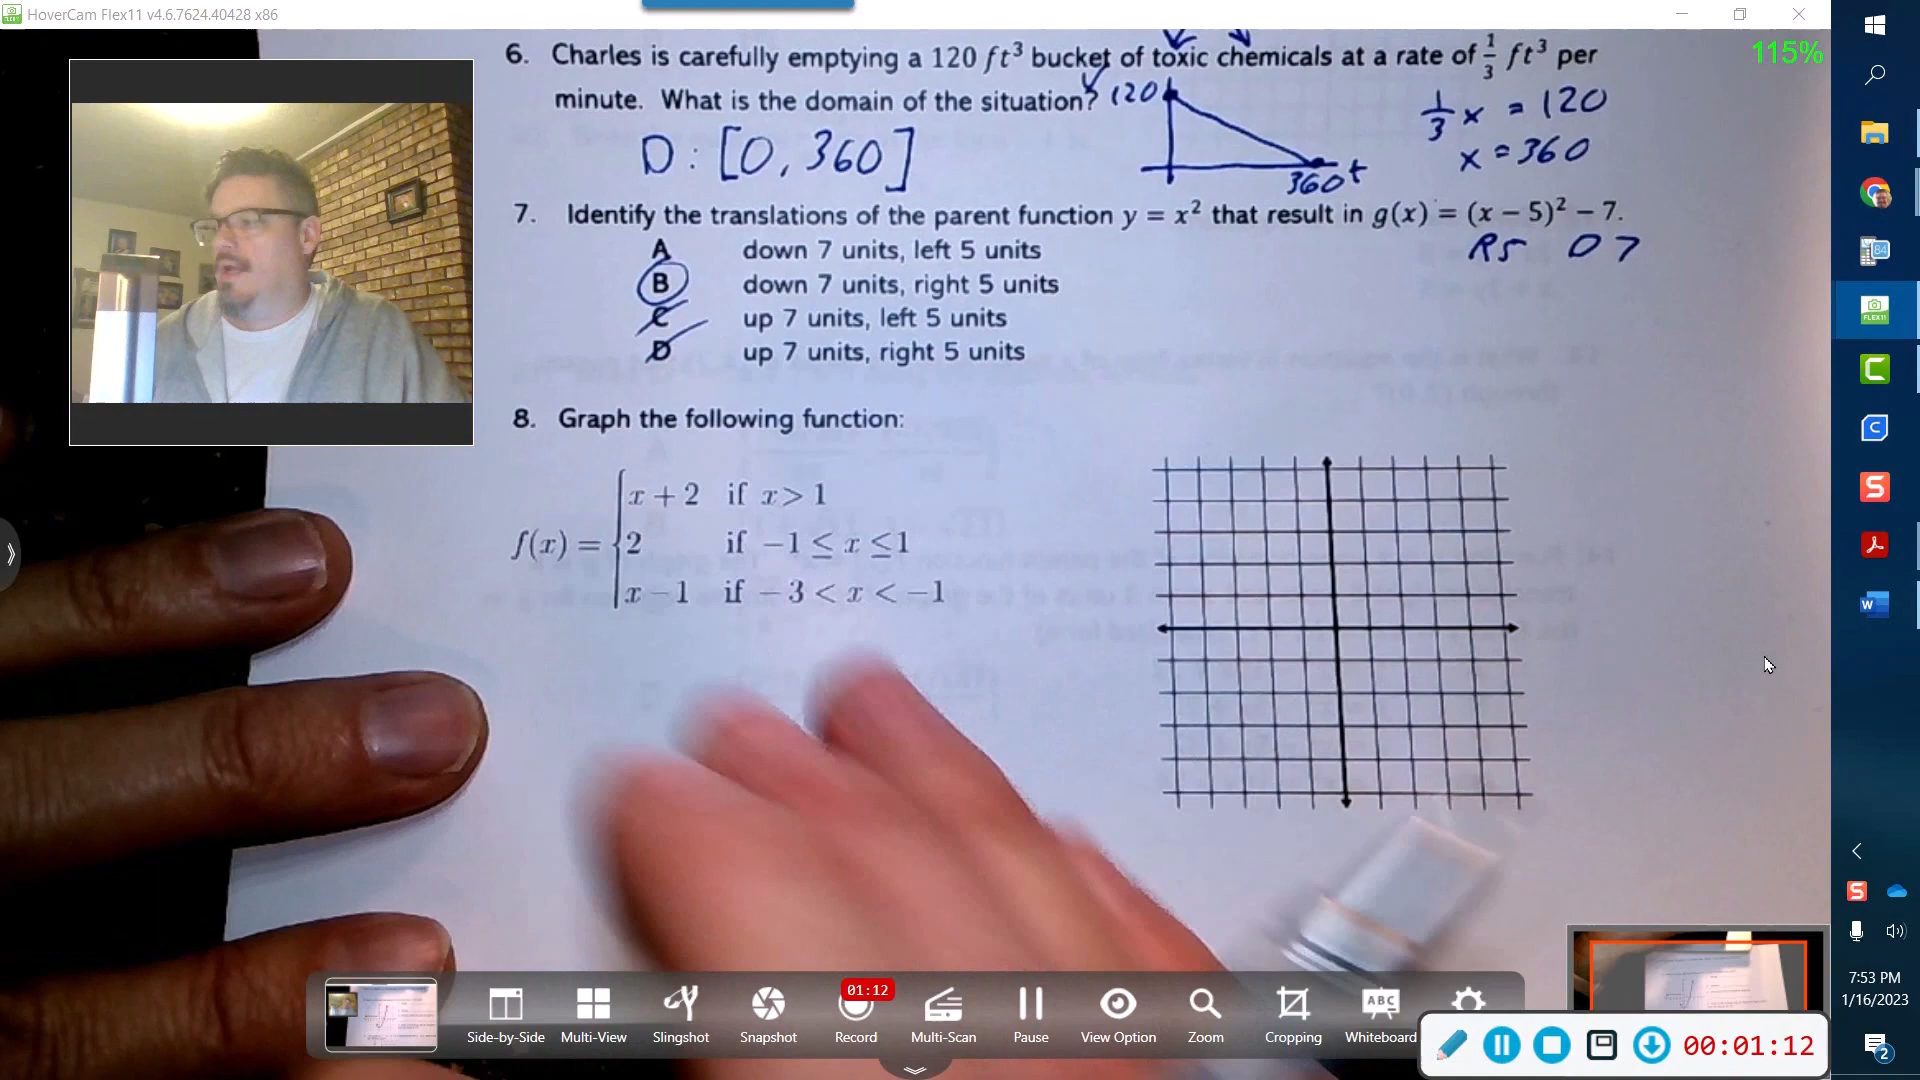 HoverCam Flex11 v4.6.7624.40428 x86
115%
6. Charles is carefully emptying a 120 ft³ bucket of toxic chemicals at a rate of 1/3 ft³ per
minute. What is the domain of the situation?
120
1/3 x = 120
D : [0, 360]
x = 360
360 t
7. Identify the translations of the parent function y = x² that result in g(x) = (x − 5)² − 7.
R5 D7
A down 7 units, left 5 units
B down 7 units, right 5 units
C up 7 units, left 5 units
D up 7 units, right 5 units
8. Graph the following function:
f(x) = { x + 2 if x > 1
2 if −1 ≤ x ≤ 1
x − 1 if −3 < x < −1
01:12
Side-by-Side Multi-View Slingshot Snapshot Record Multi-Scan Pause View Option Zoom Cropping ABC Whiteboard
00:01:12
84
FLEX11
7:53 PM
1/16/2023
2